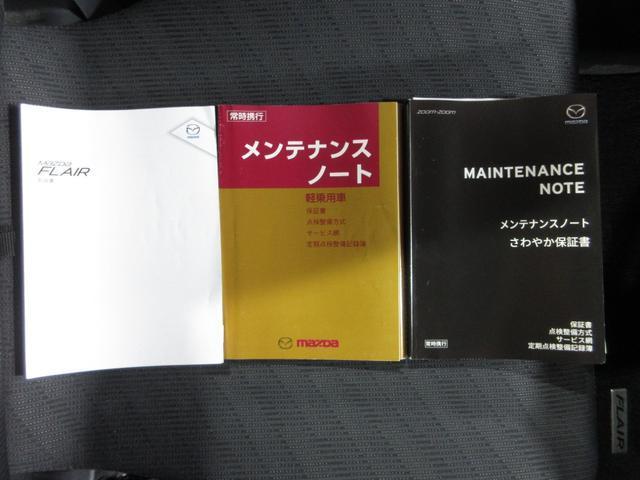 mazda
FLAIR
常時携行
メンテナンス
ノート
軽乗用車
保証書
点検整備方式
サービス網
定期点検整備記録簿
mazda
zoom-zoom
MAINTENANCE
NOTE
メンテナンスノート
さわやか保証書
保証書
点検整備方式
サービス網
定期点検整備記録簿
常時携行
FLAIR